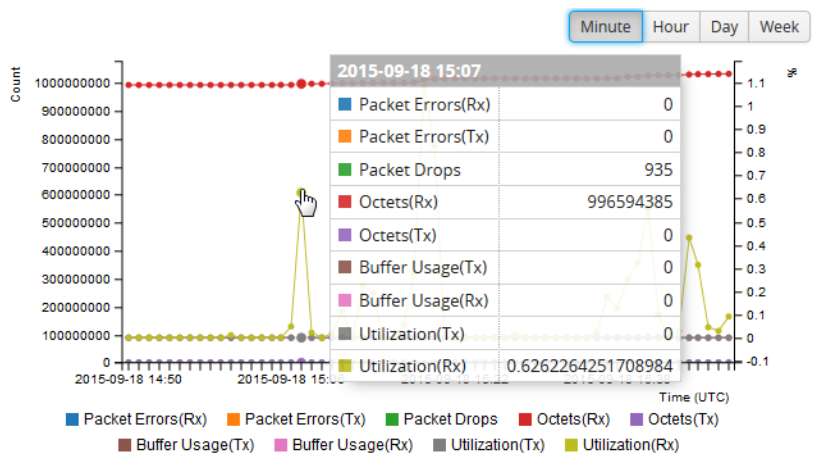 Minute Hour Day Week
Count
%
1000000000
900000000
800000000
700000000
600000000
500000000
400000000
300000000
200000000
100000000
0
1.1
1
0.9
0.8
0.7
0.6
0.5
0.4
0.3
0.2
0.1
0
-0.1
2015-09-18 15:07
Packet Errors(Rx) 0
Packet Errors(Tx) 0
Packet Drops 935
Octets(Rx) 996594385
Octets(Tx) 0
Buffer Usage(Tx) 0
Buffer Usage(Rx) 0
Utilization(Tx) 0
Utilization(Rx) 0.6262264251708984
2015-09-18 14:50 2015-09-18
Time (UTC)
Packet Errors(Rx) Packet Errors(Tx) Packet Drops Octets(Rx) Octets(Tx)
Buffer Usage(Tx) Buffer Usage(Rx) Utilization(Tx) Utilization(Rx)